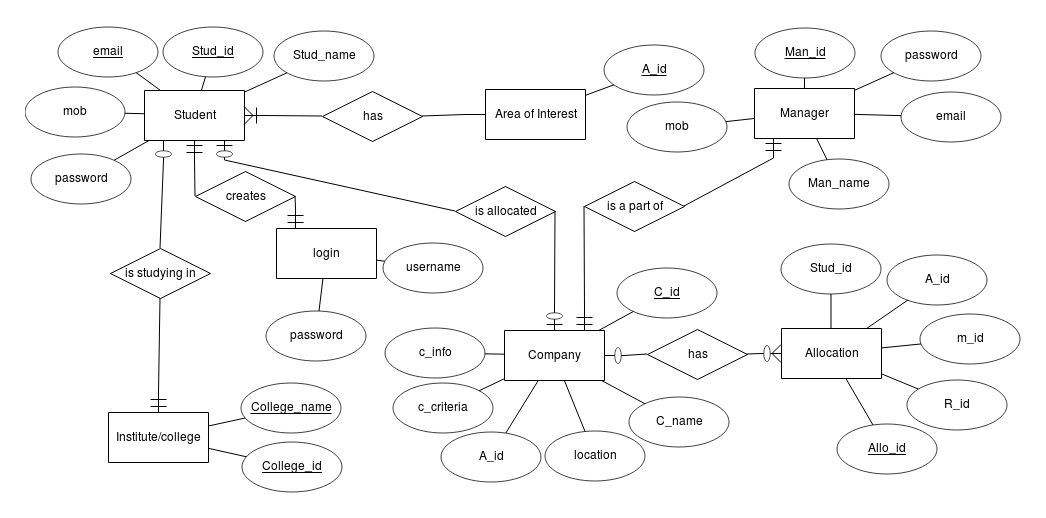 email
Stud_id
Stud_name
A_id
Man_id
password
mob
Student
has
Area of Interest
mob
Manager
email
password
Man_name
creates
is allocated
is a part of
login
username
is studying in
Stud_id
A_id
C_id
password
c_info
Company
has
Allocation
m_id
College_name
c_criteria
C_name
R_id
Institute/college
A_id
location
Allo_id
College_id